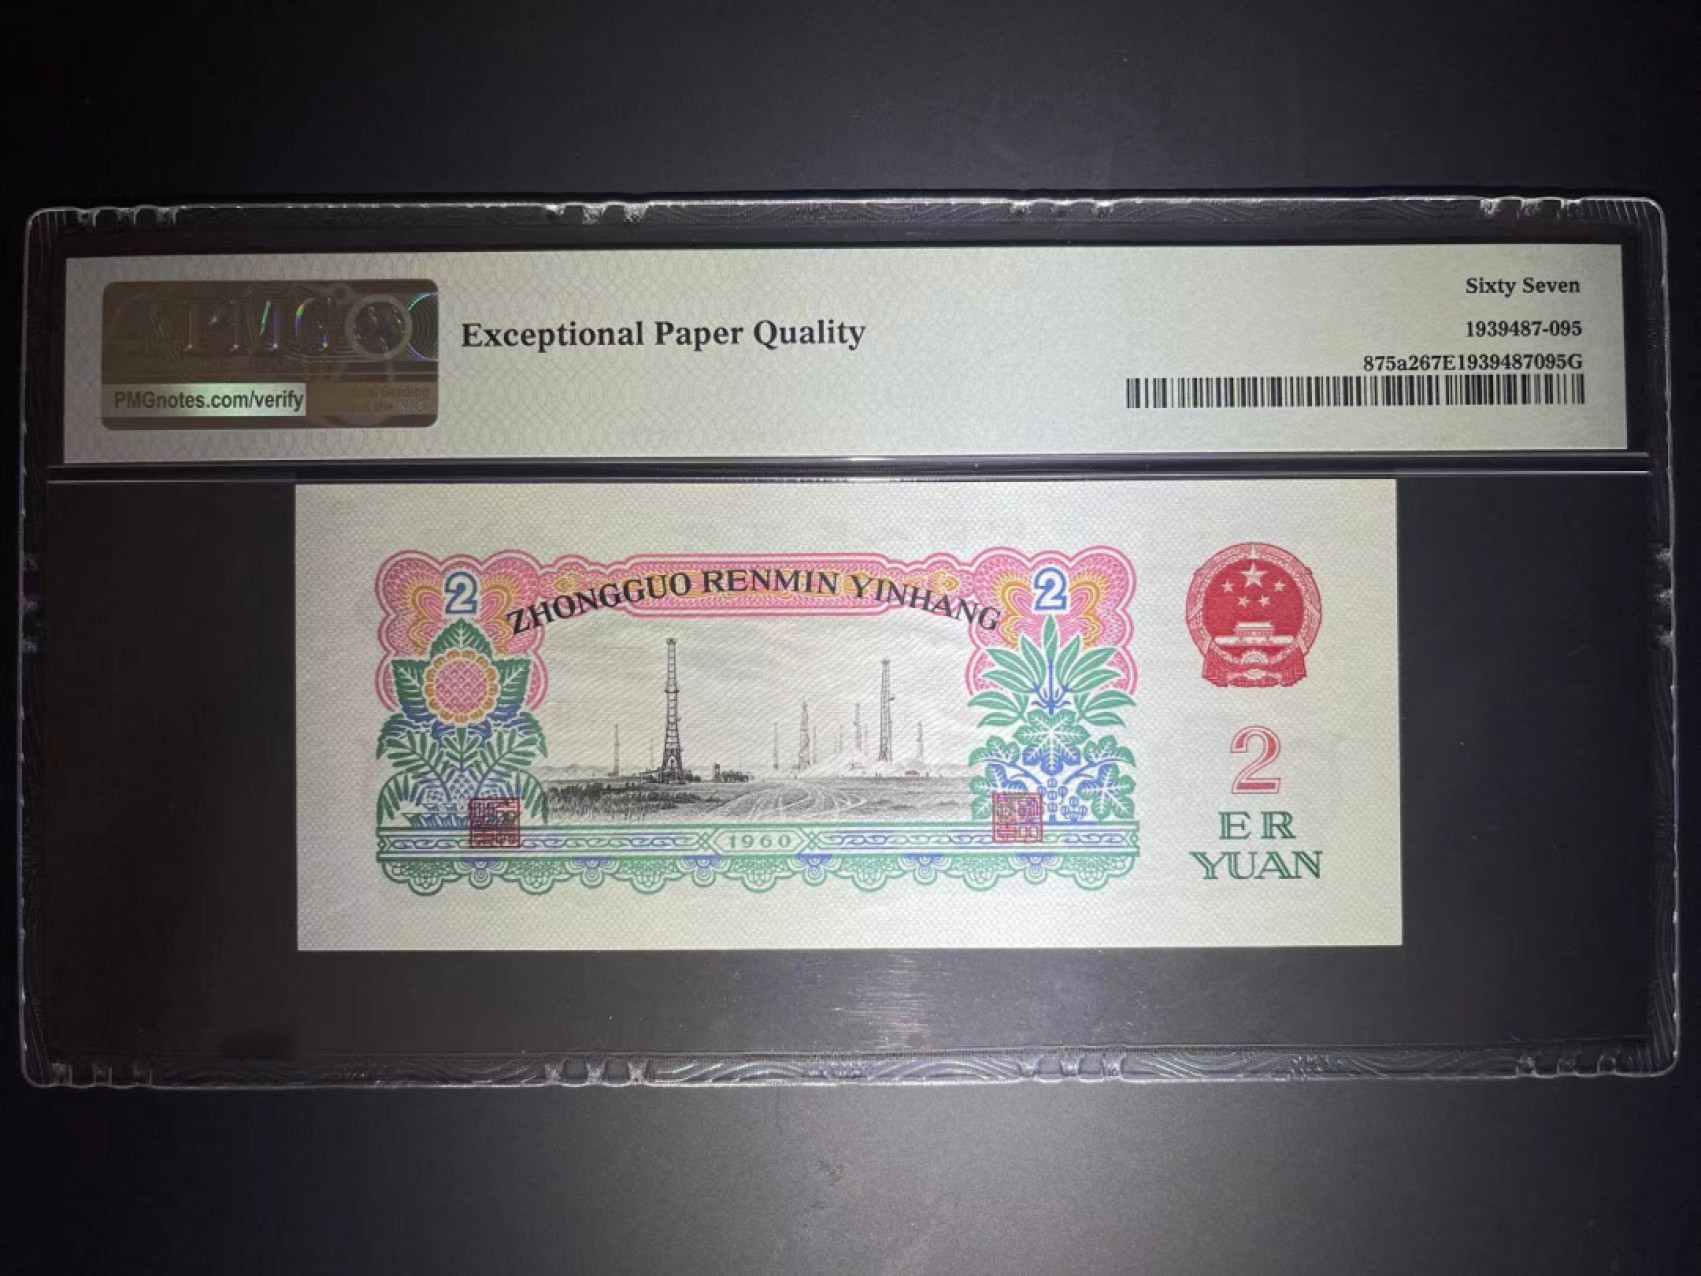 PMG
PMGnotes.com/verify
Exceptional Paper Quality
Sixty Seven
1939487-095
875a267E1939487095G
2
ZHONGGUO RENMIN YINHANG
2
1960
2
ER
YUAN